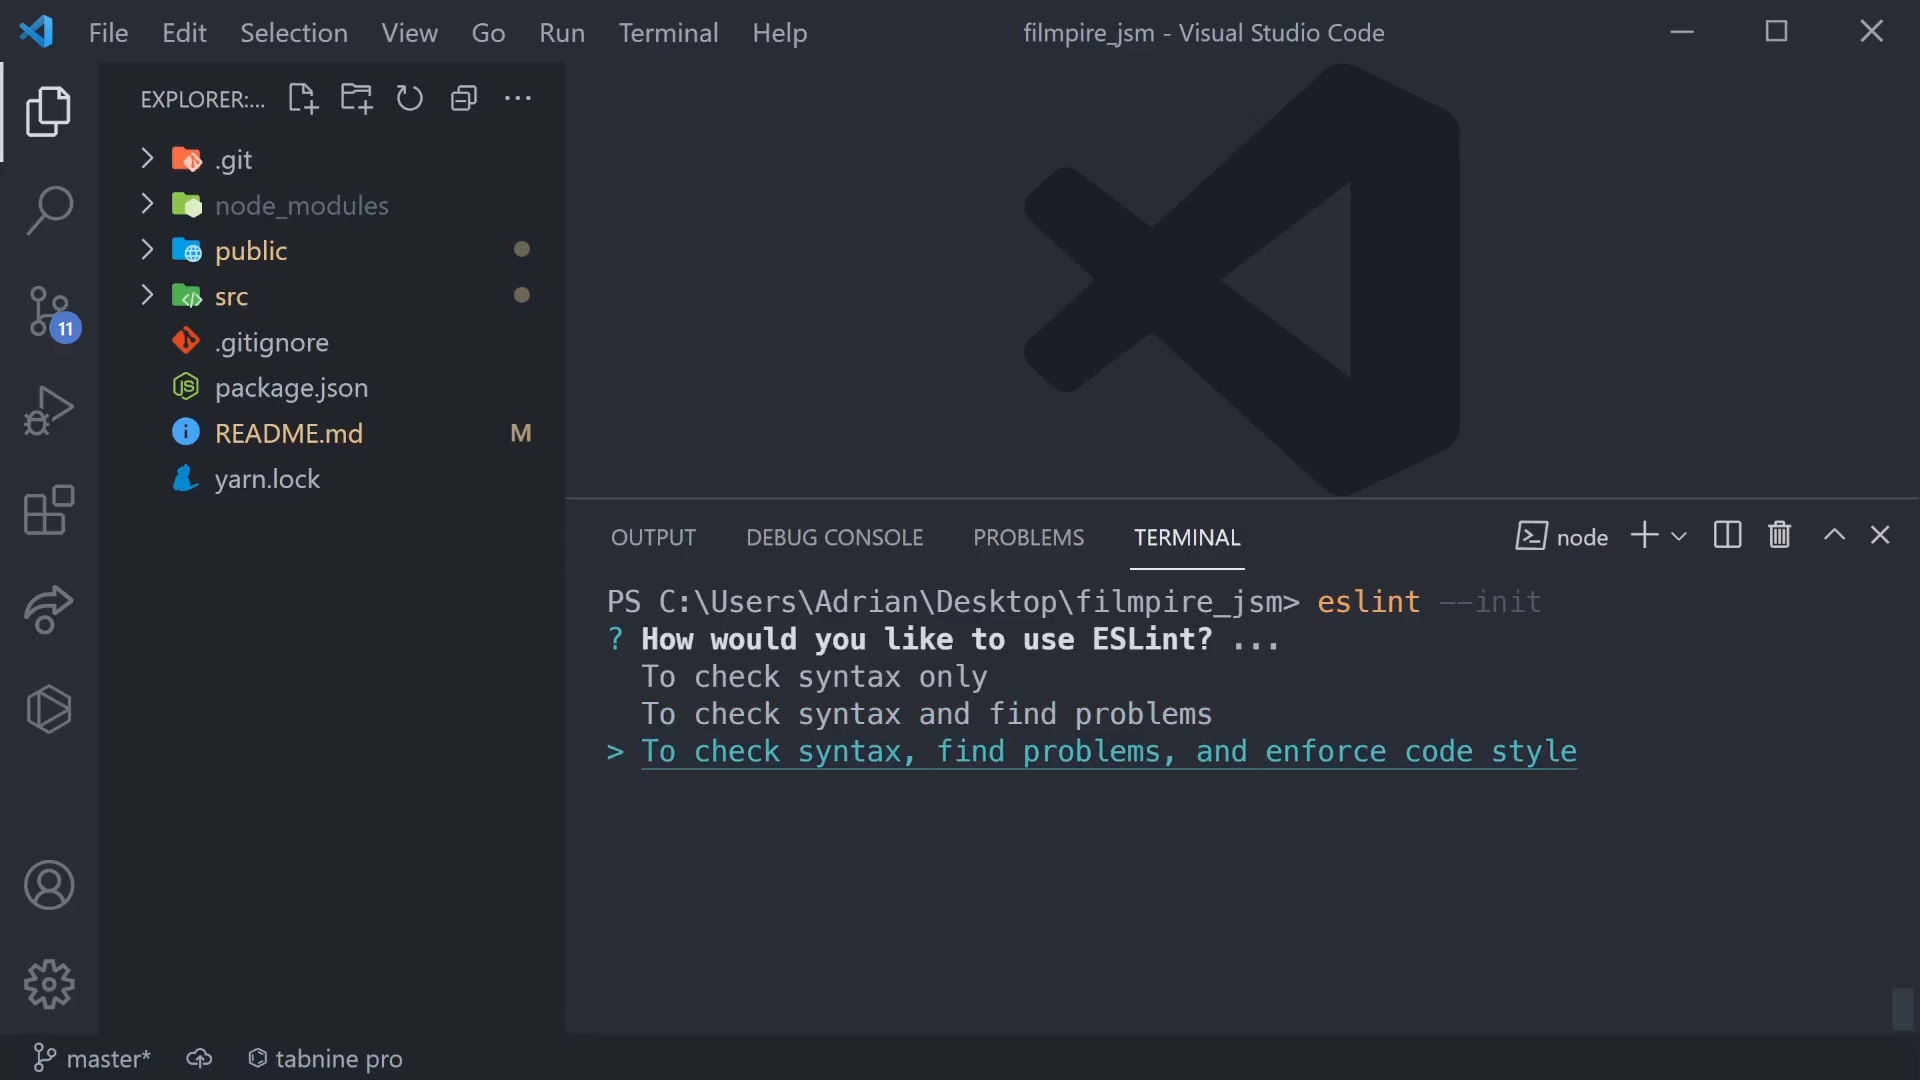 File Edit Selection View Go Run Terminal Help
filmpire_jsm - Visual Studio Code
EXPLORER:...
.git
node_modules
public
src
.gitignore
package.json
README.md M
yarn.lock
11
OUTPUT DEBUG CONSOLE PROBLEMS TERMINAL
node
PS C:\Users\Adrian\Desktop\filmpire_jsm> eslint --init
? How would you like to use ESLint? ...
To check syntax only
To check syntax and find problems
> To check syntax, find problems, and enforce code style
master* tabnine pro